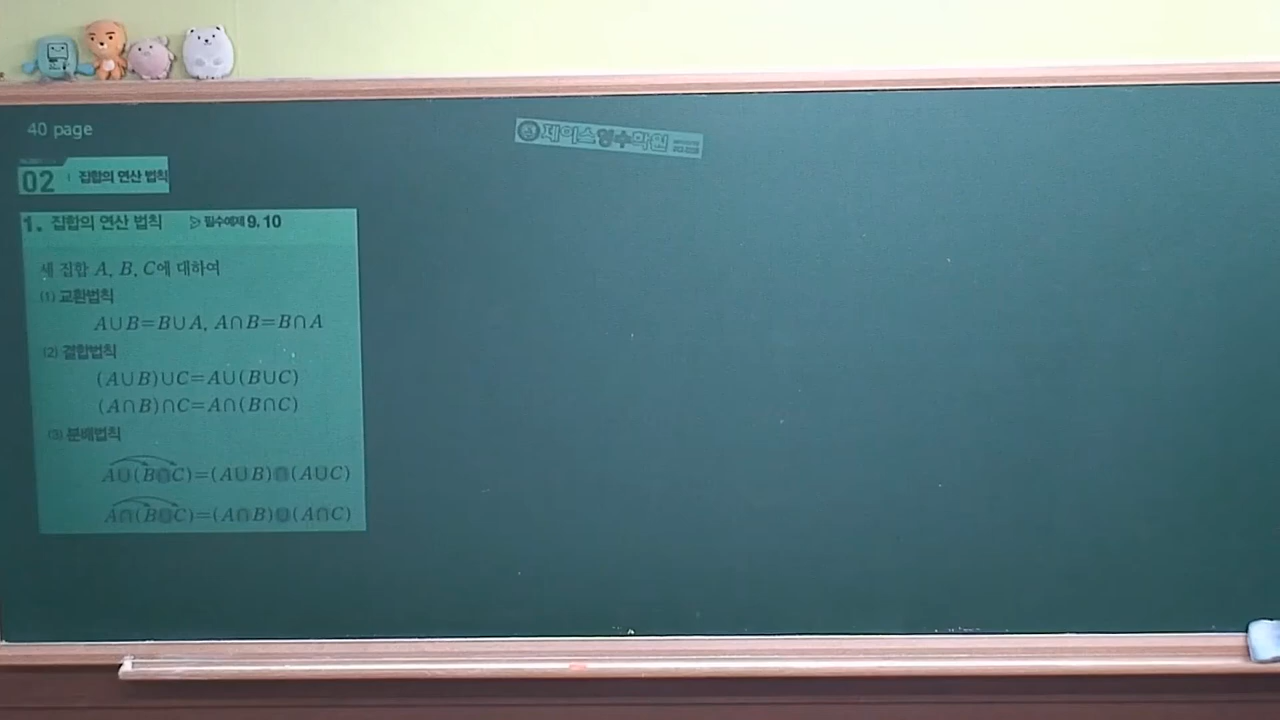 40 page
02 집합의 연산 법칙
1. 집합의 연산 법칙 ▷ 필수예제 9, 10
세 집합 A, B, C에 대하여
(1) 교환법칙
A∪B=B∪A, A∩B=B∩A
(2) 결합법칙
(A∪B)∪C=A∪(B∪C)
(A∩B)∩C=A∩(B∩C)
(3) 분배법칙
A∪(B∩C)=(A∪B)∩(A∪C)
A∩(B∪C)=(A∩B)∪(A∩C)
제이스영수학원